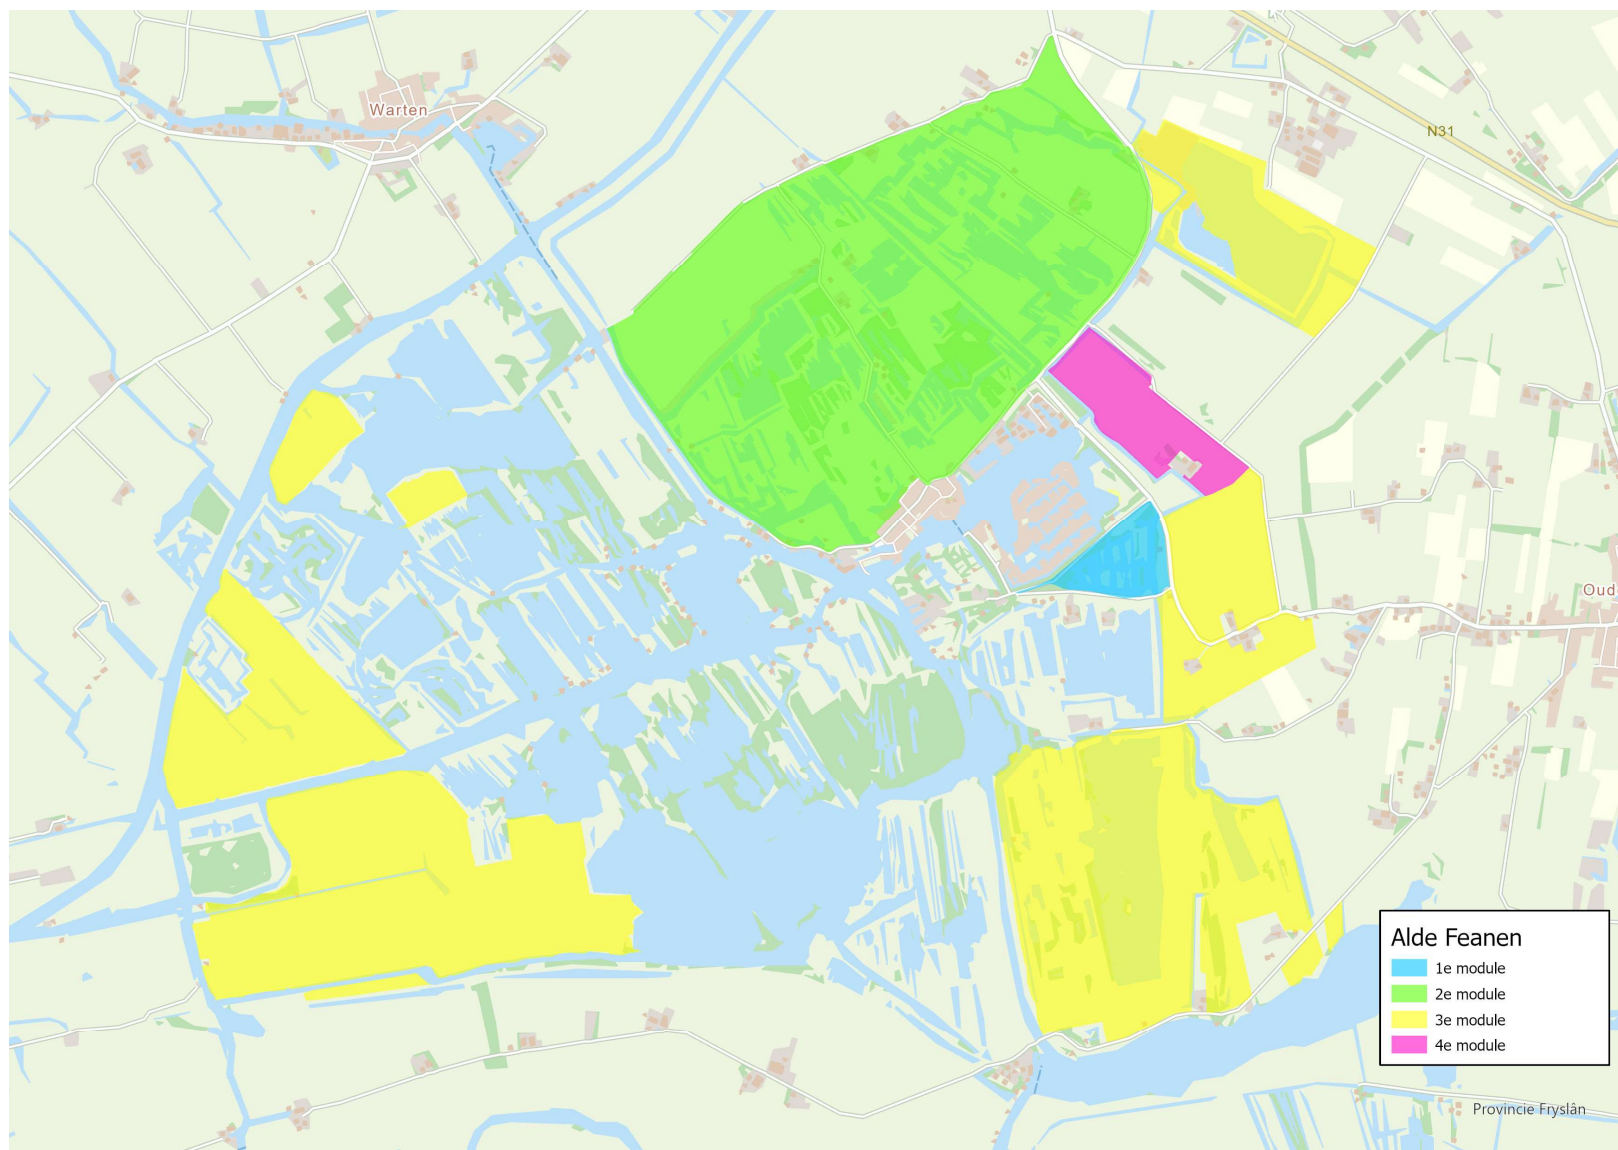 Warten
N31
Oud
Alde Feanen
1e module
2e module
3e module
4e module
Provincie Fryslân